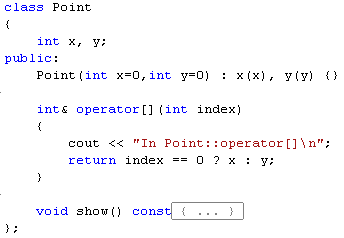 class Point
{
    int x, y;
public:
    Point(int x=0,int y=0) : x(x), y(y) {}
    int& operator[](int index)
    {
        cout << "In Point::operator[]\n";
        return index == 0 ? x : y;
    }
    void show() const{ ... }
};